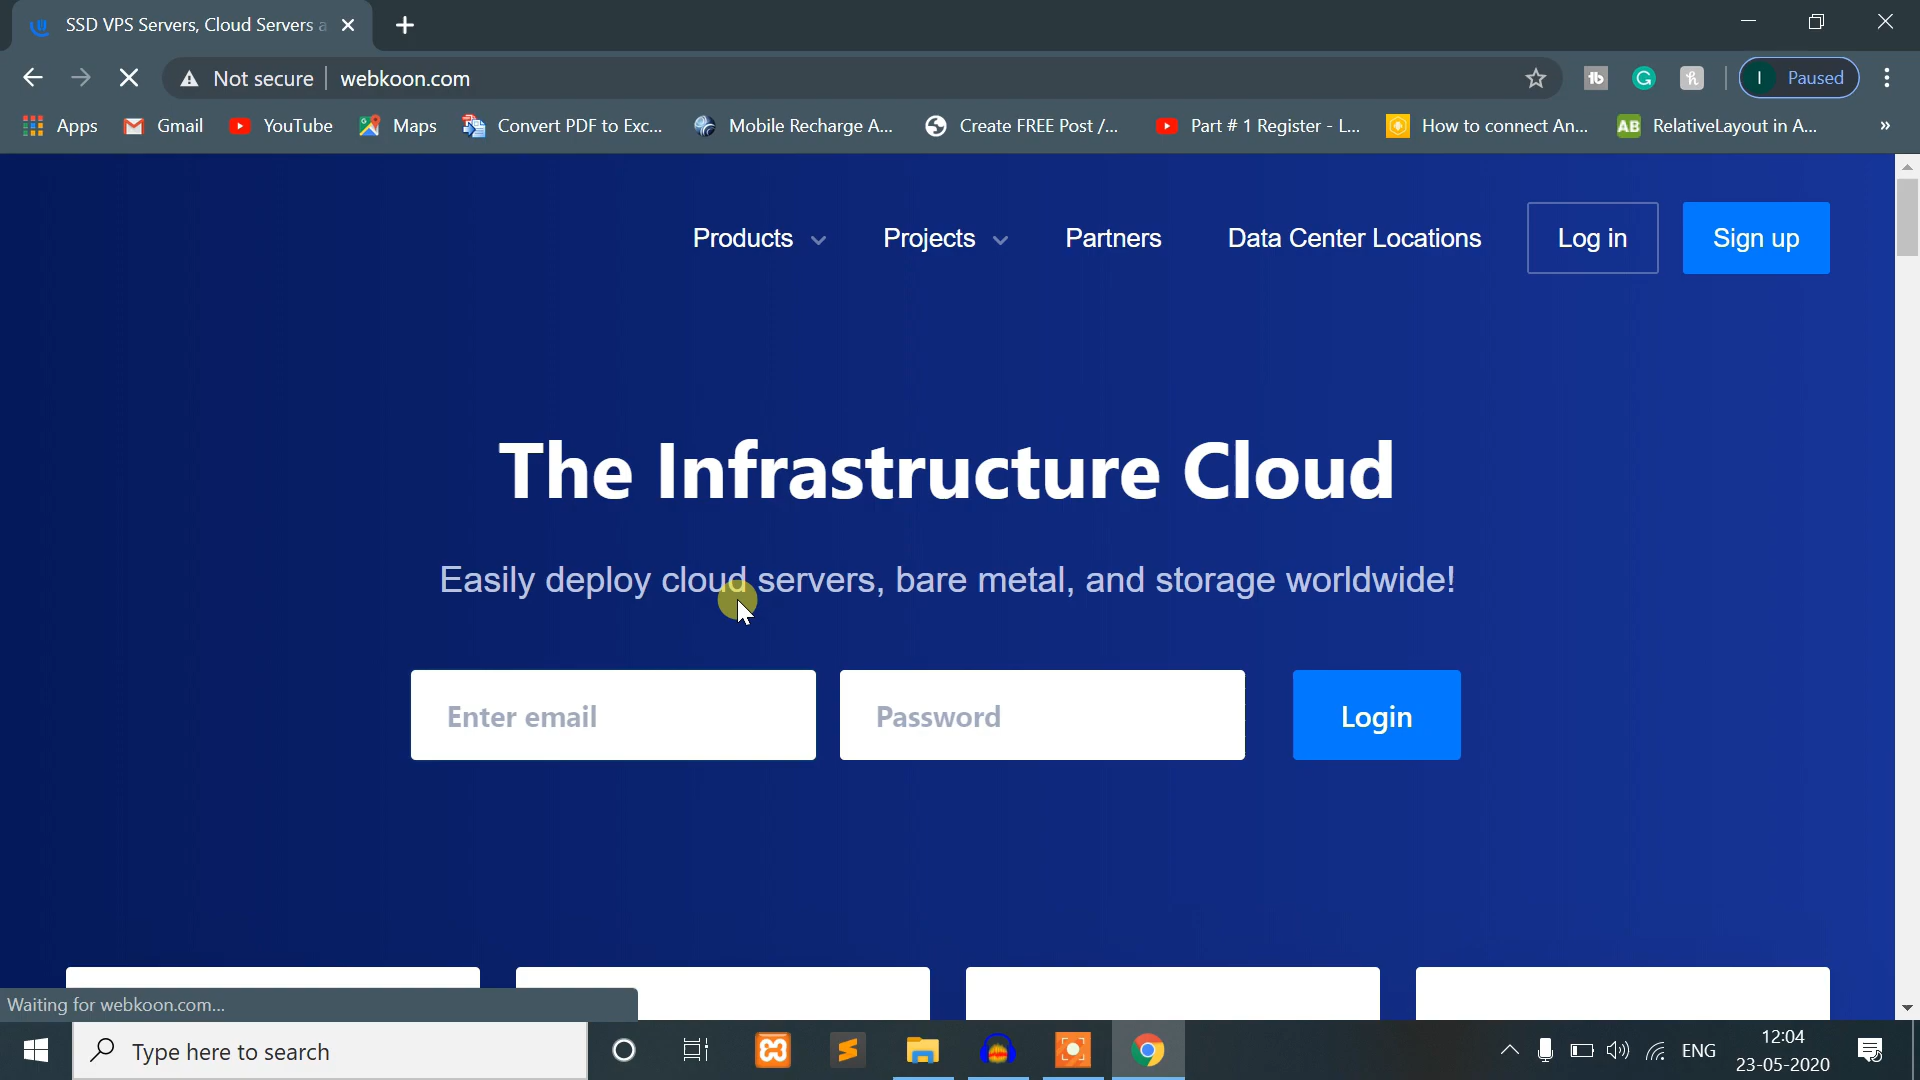 SSD VPS Servers, Cloud Servers a
Not secure
webkoon.com
Paused
Apps
Gmail
YouTube
Maps
Convert PDF to Exc...
Mobile Recharge A...
Create FREE Post /...
Part # 1 Register - L...
How to connect An...
AB
RelativeLayout in A...
Products
Projects
Partners
Data Center Locations
Log in
Sign up
The Infrastructure Cloud
Easily deploy cloud servers, bare metal, and storage worldwide!
Enter email
Password
Login
Waiting for webkoon.com...
Type here to search
ENG
12:04
23-05-2020